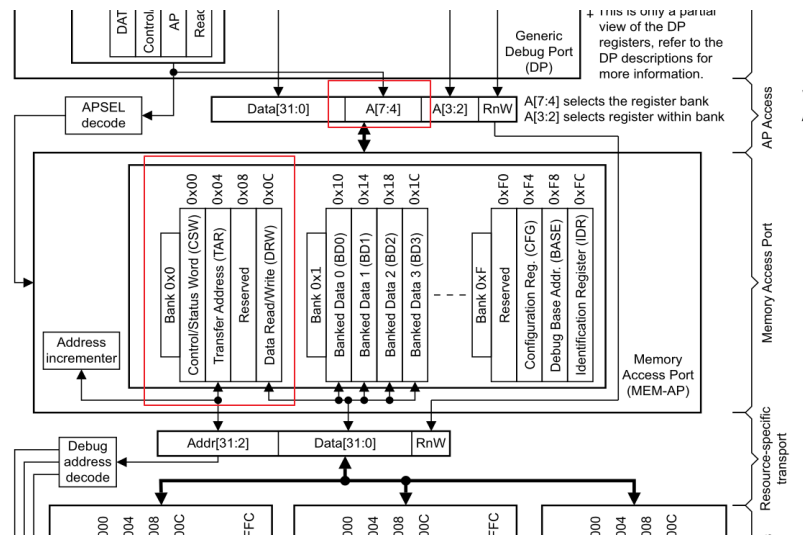 DAT
Control
AP
Read
Generic
Debug Port
(DP)
This is only a partial
view of the DP
registers, refer to the
DP descriptions for
more information.
APSEL
decode
Data[31:0]
A[7:4]
A[3:2]
RnW
A[7:4] selects the register bank
A[3:2] selects register within bank
AP Access
0x00
0x04
0x08
0x0C
0x10
0x14
0x18
0x1C
0xF0
0xF4
0xF8
0xFC
Bank 0x0
Control/Status Word (CSW)
Transfer Address (TAR)
Reserved
Data Read/Write (DRW)
Bank 0x1
Banked Data 0 (BD0)
Banked Data 1 (BD1)
Banked Data 2 (BD2)
Banked Data 3 (BD3)
Bank 0xF
Reserved
Configuration Reg. (CFG)
Debug Base Addr. (BASE)
Identification Register (IDR)
Memory Access Port
Address
incrementer
Memory
Access Port
(MEM-AP)
Addr[31:2]
Data[31:0]
RnW
Debug
address
decode
Resource-specific
transport
000
004
008
00C
FFC
000
004
008
00C
FFC
000
004
008
00C